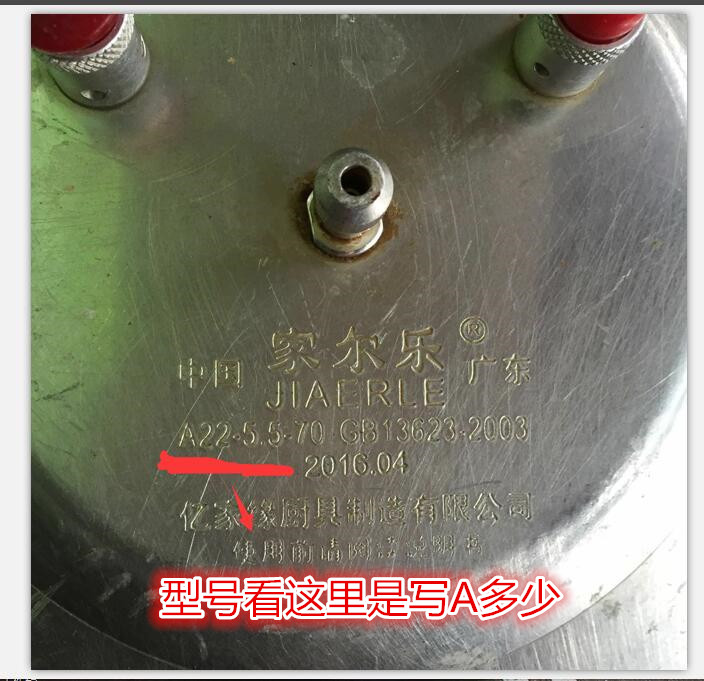 家尔乐®
中国 JIAERLE 广东
A22-5.5-70 GB13623-2003
2016.04
亿家缘厨具制造有限公司
使用前请阅读说明书
型号看这里是写A多少